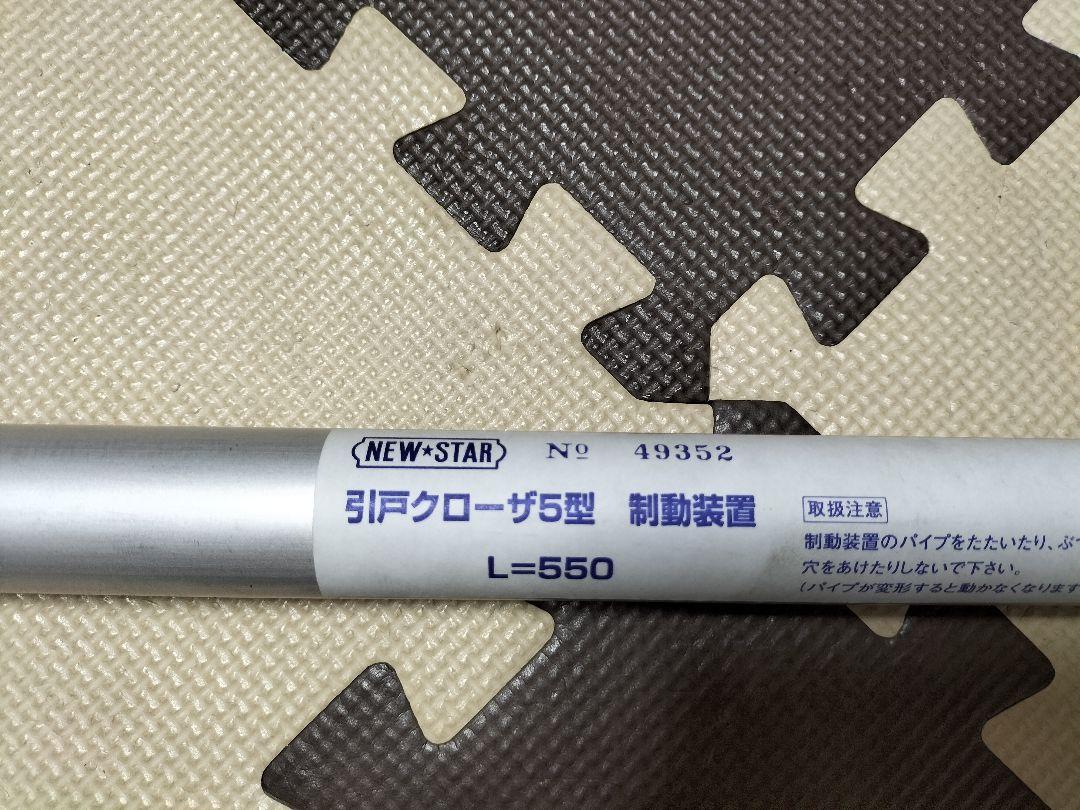 NEW★STAR Nº 49352
引戸クローザ5型 制動装置
L=550
取扱注意
制動装置のパイプをたたいたり、ぶつ
穴をあけたりしないで下さい。
(パイプが変形すると動かなくなります